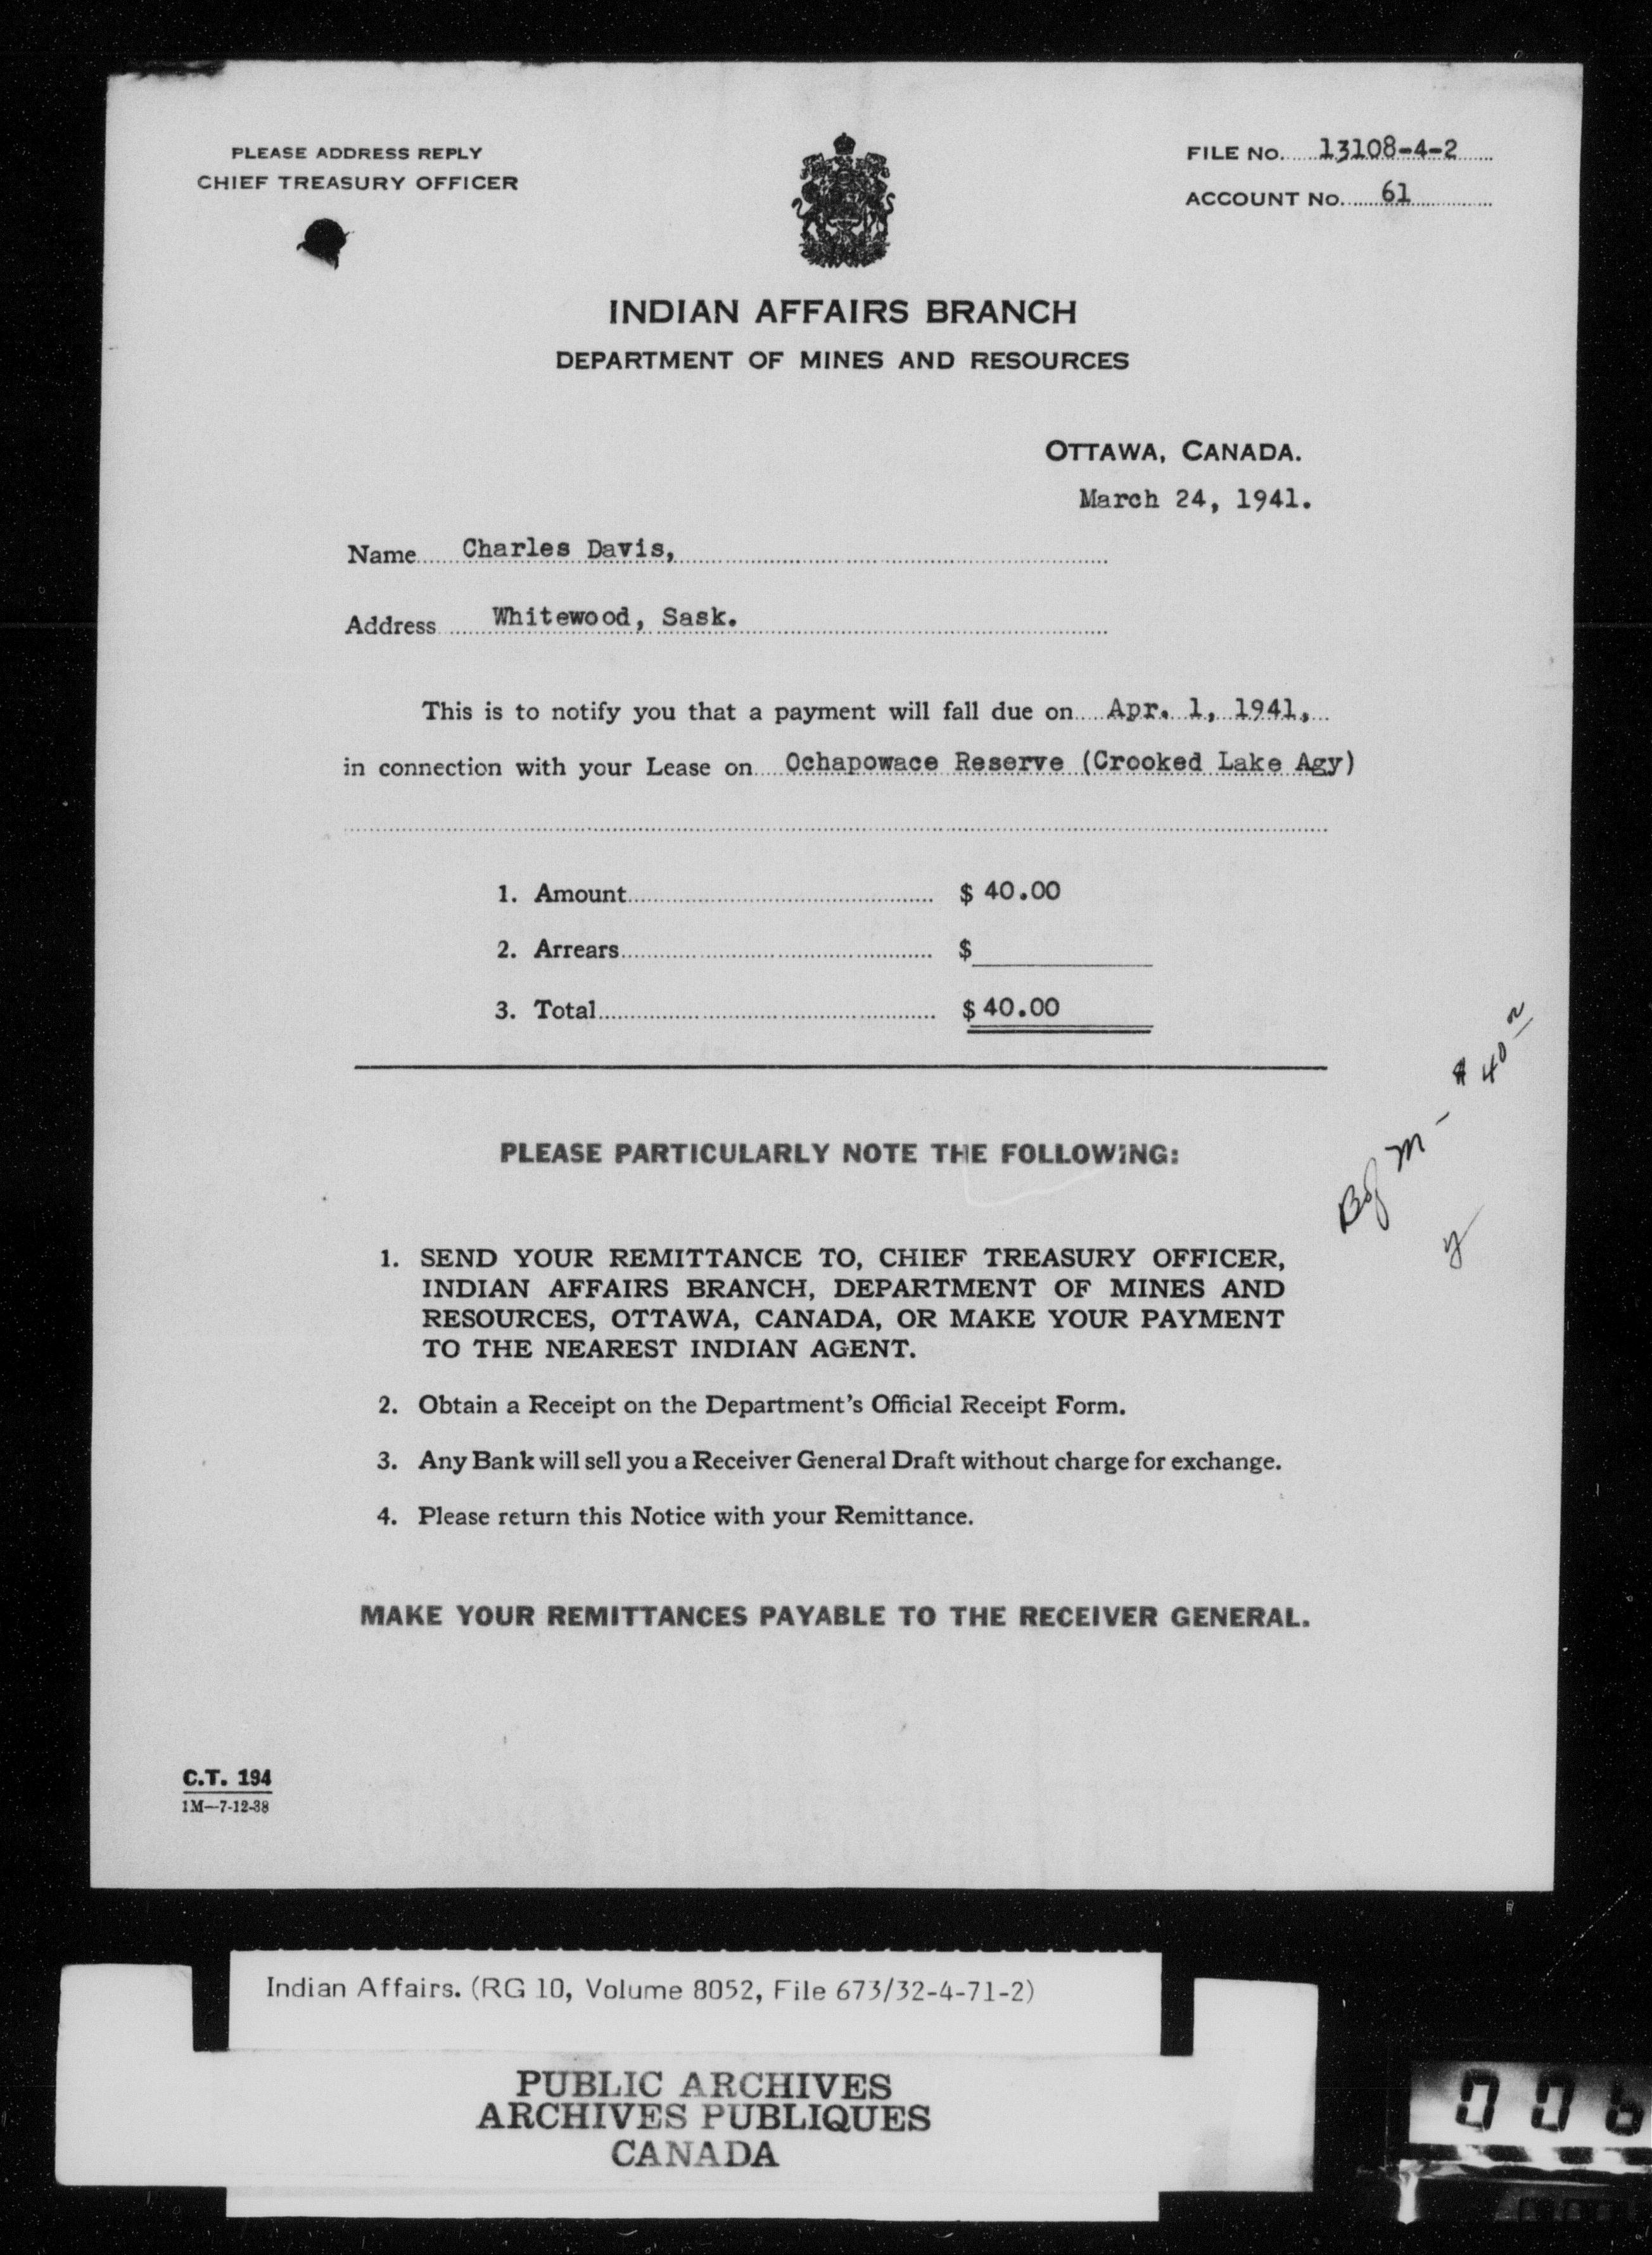 PLEASE ADDRESS REPLY
CHIEF TREASURY OFFICER
FILE No. 13108-4-2
ACCOUNT No. 61
INDIAN AFFAIRS BRANCH
DEPARTMENT OF MINES AND RESOURCES
OTTAWA, CANADA.
March 24, 1941.
Name Charles Davis,
Address Whitewood, Sask.
This is to notify you that a payment will fall due on Apr. 1, 1941,
in connection with your Lease on Ochapowace Reserve (Crooked Lake Agy)
1. Amount $ 40.00
2. Arrears $
3. Total $ 40.00
B of M - $40
PLEASE PARTICULARLY NOTE THE FOLLOWING:
1. SEND YOUR REMITTANCE TO, CHIEF TREASURY OFFICER,
INDIAN AFFAIRS BRANCH, DEPARTMENT OF MINES AND
RESOURCES, OTTAWA, CANADA, OR MAKE YOUR PAYMENT
TO THE NEAREST INDIAN AGENT.
2. Obtain a Receipt on the Department's Official Receipt Form.
3. Any Bank will sell you a Receiver General Draft without charge for exchange.
4. Please return this Notice with your Remittance.
MAKE YOUR REMITTANCES PAYABLE TO THE RECEIVER GENERAL.
C.T. 194
1M—7-12-38
Indian Affairs. (RG 10, Volume 8052, File 673/32-4-71-2)
PUBLIC ARCHIVES
ARCHIVES PUBLIQUES
CANADA
006